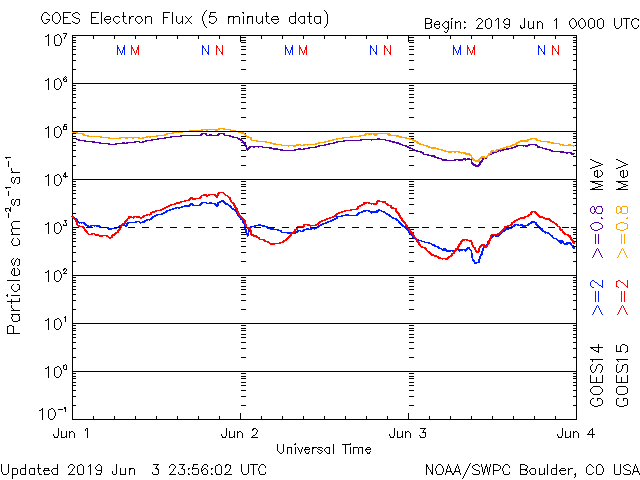 GOES Electron Flux (5 minute data)
Begin: 2019 Jun 1 0000 UTC
10⁷
M M N N M M N N M M N N
10⁶
10⁵
10⁴
10³
10²
10¹
10⁰
10⁻¹
Particles cm⁻²s⁻¹sr⁻¹
Jun 1 Jun 2 Jun 3 Jun 4
Universal Time
GOES14 >=2 >=0.8 MeV
GOES15 >=2 >=0.8 MeV
Updated 2019 Jun 3 23:56:02 UTC
NOAA/SWPC Boulder, CO USA